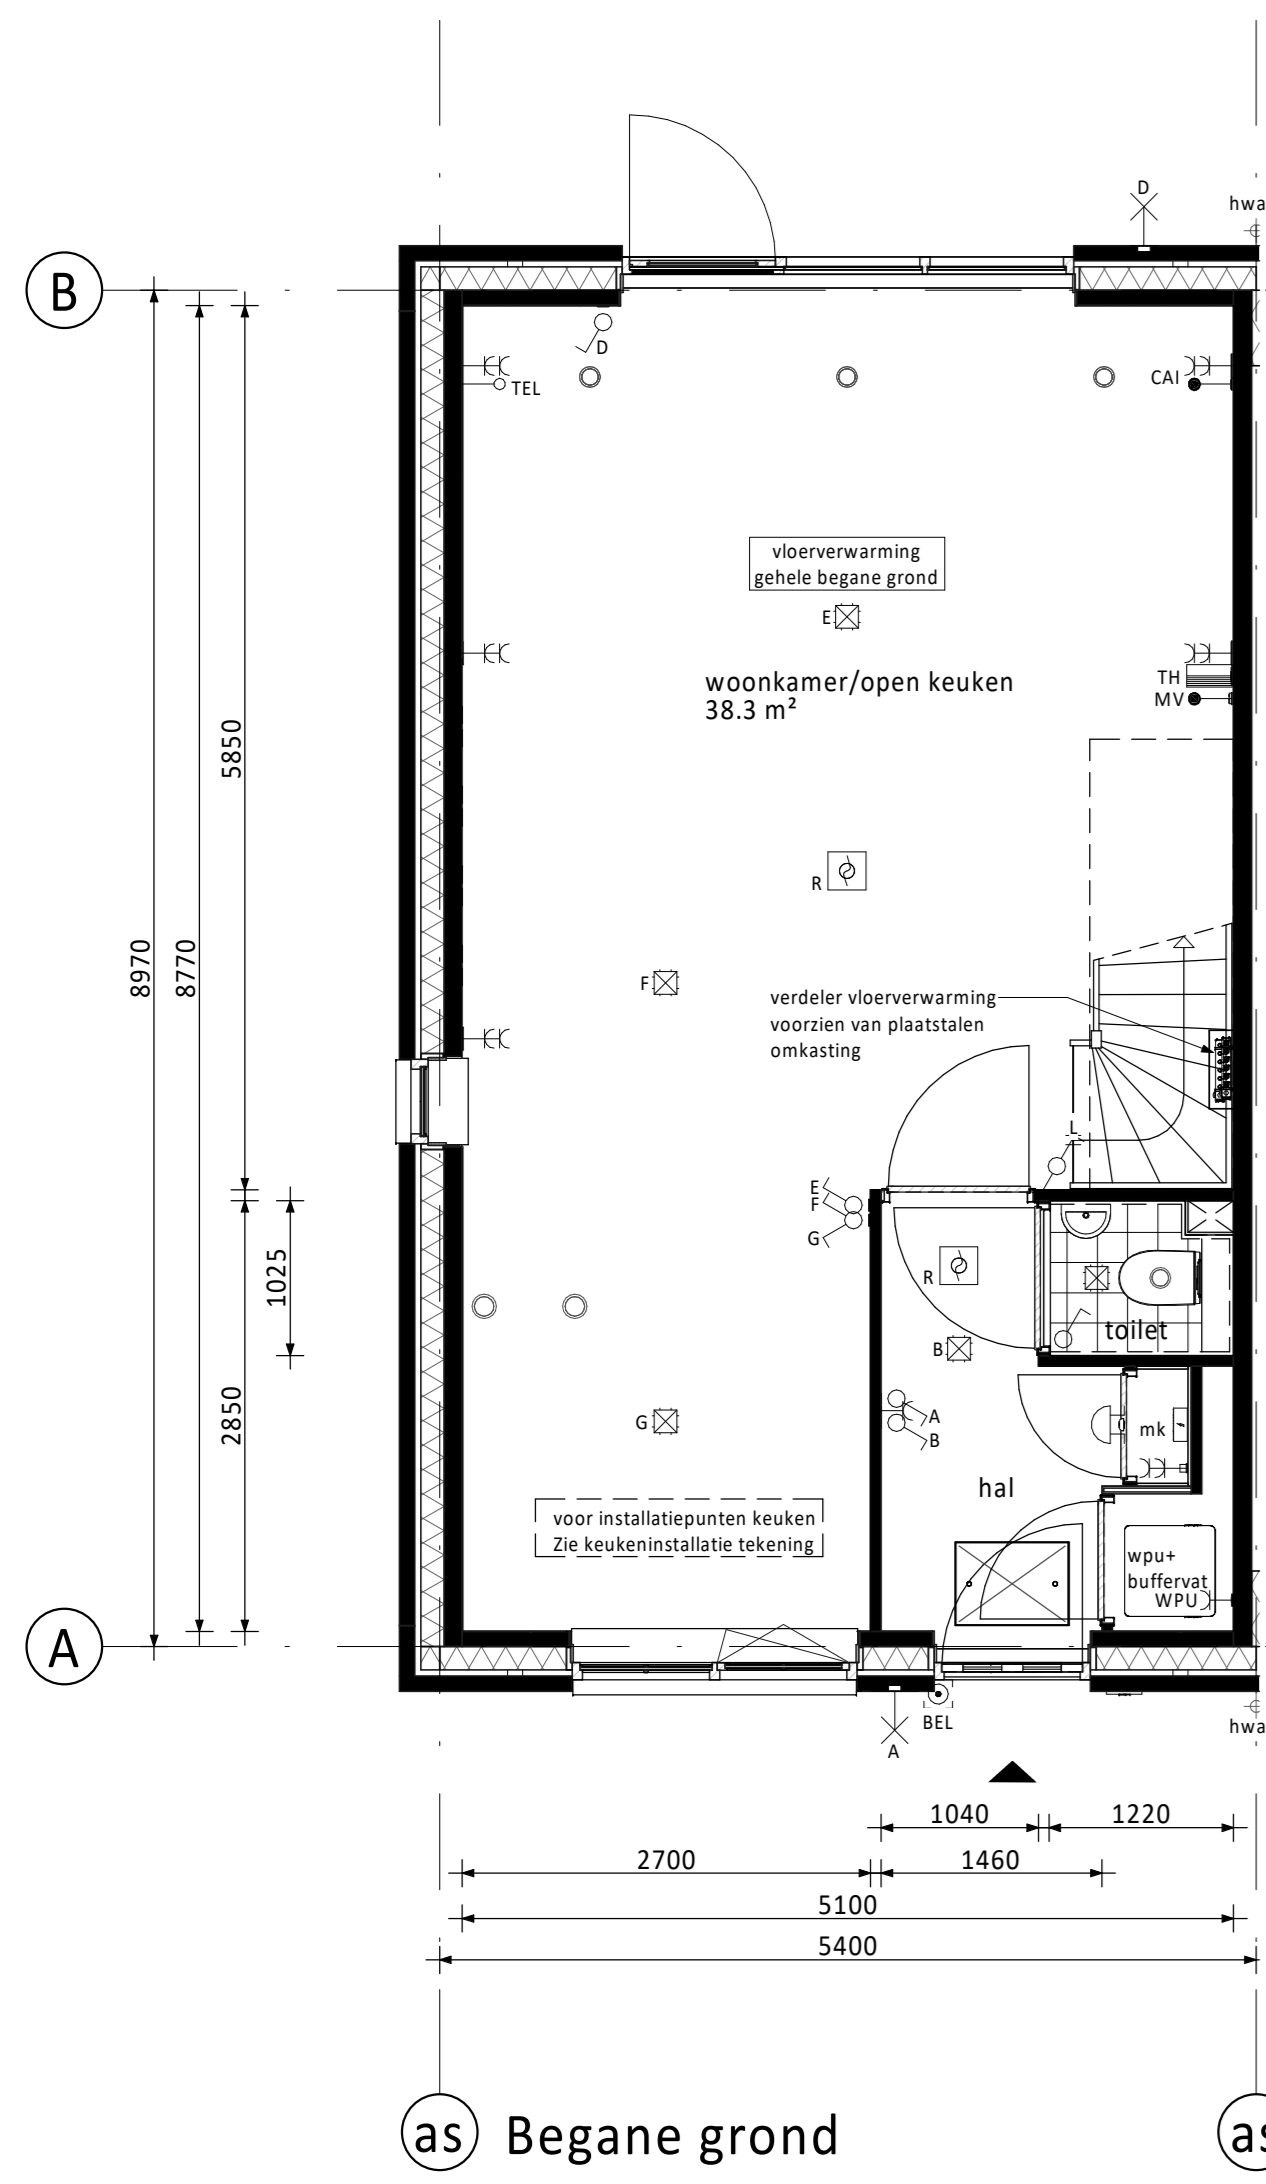 D
hwa
B
D
TEL
CAI
vloerverwarming
gehele begane grond
E
woonkamer/open keuken
38.3 m²
TH
MV
5850
R
8970
8770
F
verdeler vloerverwarming
voorzien van plaatstalen
omkasting
L
E
F
G
1025
R
toilet
B
2850
G
A
B
mk
hal
voor installatiepunten keuken
Zie keukeninstallatie tekening
wpu+
buffervat
WPU
A
BEL
A
hwa
1040
1220
2700
1460
5100
5400
as
Begane grond
as